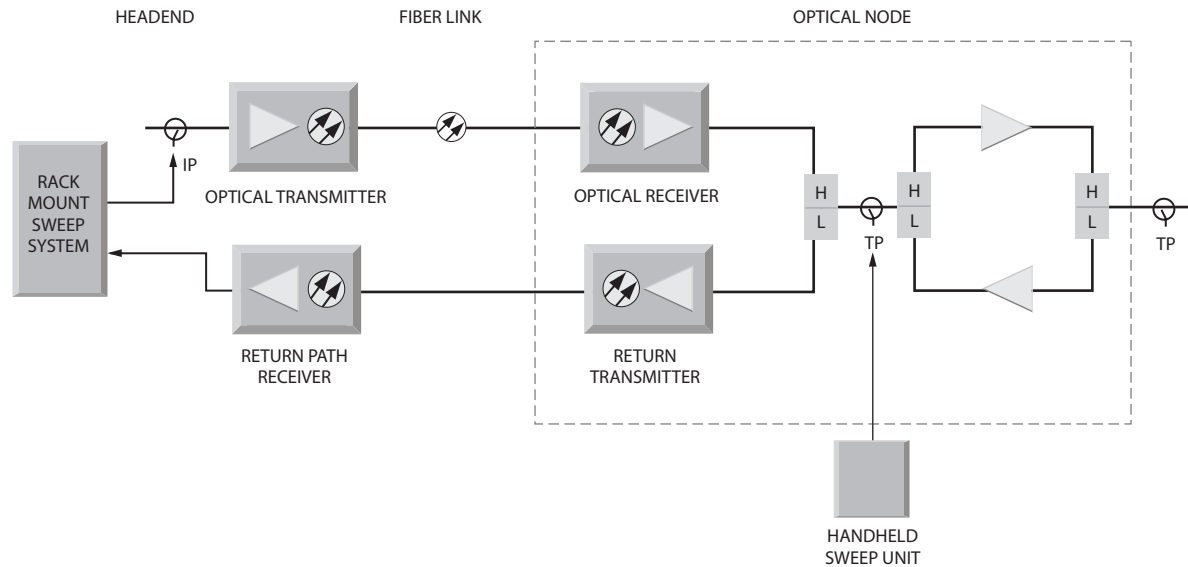 HEADEND
FIBER LINK
OPTICAL NODE
IP
RACK
MOUNT
SWEEP
SYSTEM
OPTICAL TRANSMITTER
OPTICAL RECEIVER
H
L
TP
H
L
H
L
TP
RETURN PATH
RECEIVER
RETURN
TRANSMITTER
HANDHELD
SWEEP UNIT